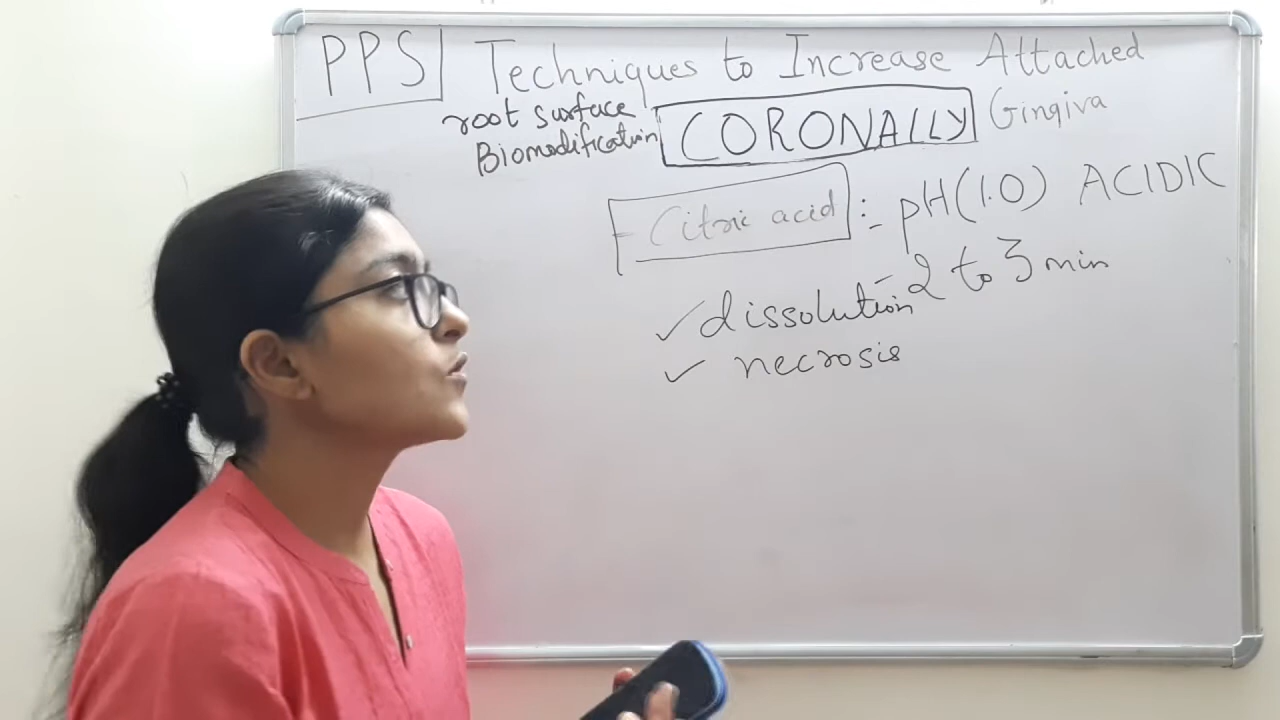 PPS Techniques to Increase Attached
root surface CORONALLY Gingiva
Biomodification
- Citric acid :- pH (1.0) ACIDIC
- 2 to 3 min
✓ dissolution
✓ necrosis